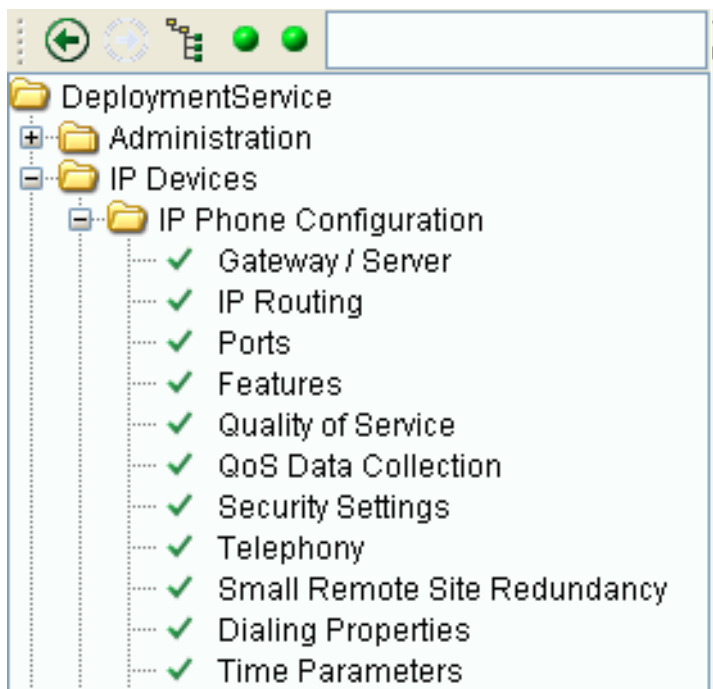 DeploymentService
Administration
IP Devices
IP Phone Configuration
Gateway / Server
IP Routing
Ports
Features
Quality of Service
QoS Data Collection
Security Settings
Telephony
Small Remote Site Redundancy
Dialing Properties
Time Parameters